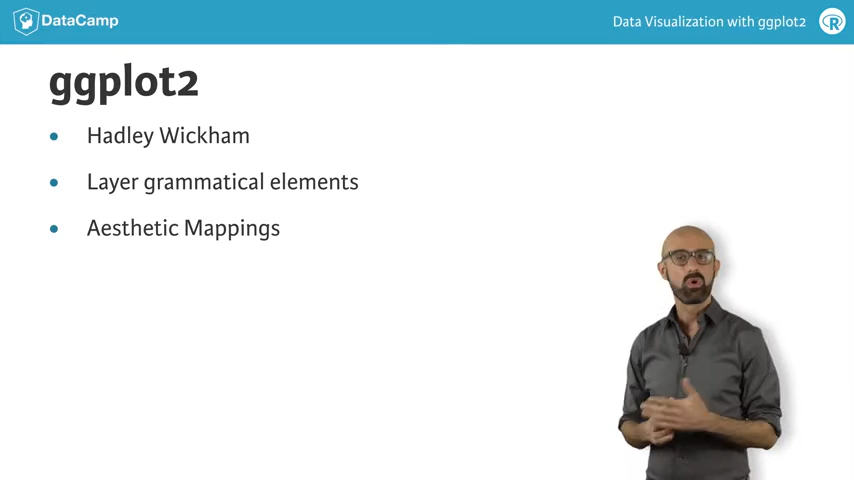 DataCamp
Data Visualization with ggplot2
R
ggplot2
Hadley Wickham
Layer grammatical elements
Aesthetic Mappings